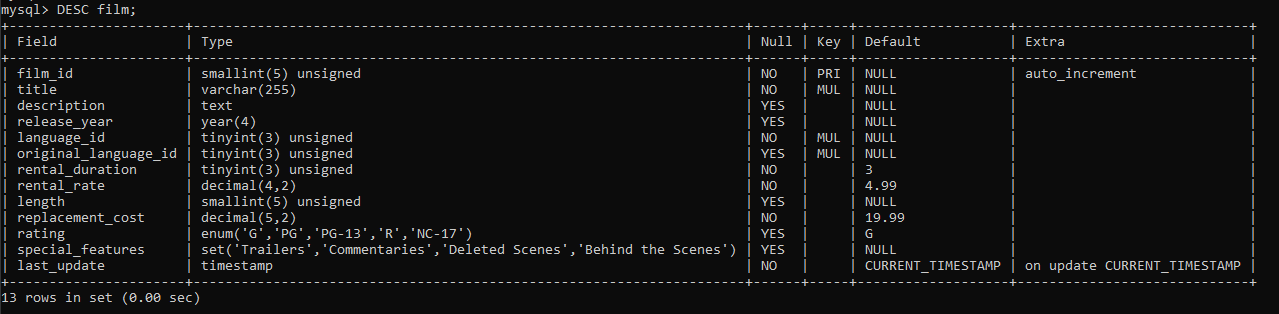 mysql> DESC film;
+----------------------+---------------------------------------------------------------------+------+-----+-------------------+-----------------------------+
| Field                | Type                                                                | Null | Key | Default           | Extra                       |
+----------------------+---------------------------------------------------------------------+------+-----+-------------------+-----------------------------+
| film_id              | smallint(5) unsigned                                                | NO   | PRI | NULL              | auto_increment              |
| title                | varchar(255)                                                        | NO   | MUL | NULL              |                             |
| description          | text                                                                | YES  |     | NULL              |                             |
| release_year         | year(4)                                                             | YES  |     | NULL              |                             |
| language_id          | tinyint(3) unsigned                                                 | NO   | MUL | NULL              |                             |
| original_language_id | tinyint(3) unsigned                                                 | YES  | MUL | NULL              |                             |
| rental_duration      | tinyint(3) unsigned                                                 | NO   |     | 3                 |                             |
| rental_rate          | decimal(4,2)                                                        | NO   |     | 4.99              |                             |
| length               | smallint(5) unsigned                                                | YES  |     | NULL              |                             |
| replacement_cost     | decimal(5,2)                                                        | NO   |     | 19.99             |                             |
| rating               | enum('G','PG','PG-13','R','NC-17')                                  | YES  |     | G                 |                             |
| special_features     | set('Trailers','Commentaries','Deleted Scenes','Behind the Scenes') | YES  |     | NULL              |                             |
| last_update          | timestamp                                                           | NO   |     | CURRENT_TIMESTAMP | on update CURRENT_TIMESTAMP |
+----------------------+---------------------------------------------------------------------+------+-----+-------------------+-----------------------------+
13 rows in set (0.00 sec)